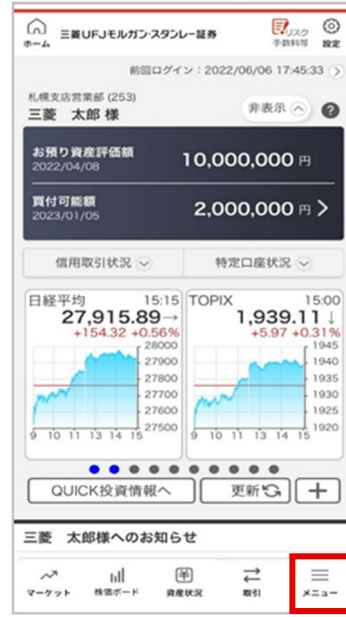 ホーム
三菱UFJモルガン・スタンレー証券
リスク
手数料等
設定
前回ログイン：2022/06/06 17:45:33
札幌支店営業部 (253)
三菱　太郎 様
非表示
?
お預り資産評価額
2022/04/08
10,000,000 円
買付可能額
2023/01/05
2,000,000 円
信用取引状況
特定口座状況
日経平均 15:15
27,915.89→
+154.32 +0.56%
28000
27900
27800
27700
27600
27500
9 10 11 13 14 15
TOPIX 15:00
1,939.11↓
+5.97 +0.31%
1945
1940
1935
1930
1925
1920
9 10 11 13 14 15
QUICK投資情報へ
更新
+
三菱　太郎様へのお知らせ
マーケット
株価ボード
資産状況
取引
メニュー